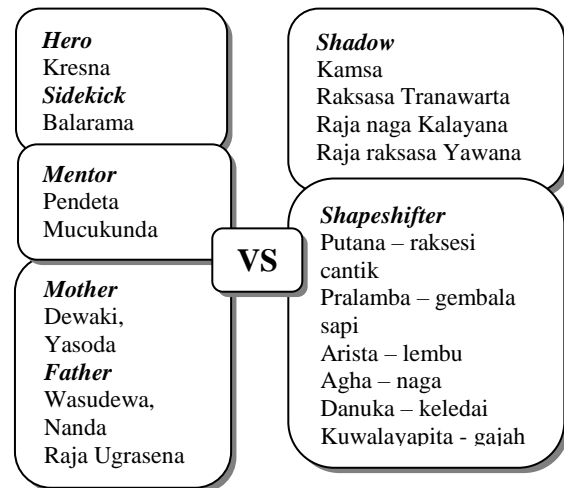 Hero
Kresna
Sidekick
Balarama
Mentor
Pendeta
Mucukunda
Mother
Dewaki,
Yasoda
Father
Wasudewa,
Nanda
Raja Ugrasena
VS
Shadow
Kamsa
Raksasa Tranawarta
Raja naga Kalayana
Raja raksasa Yawana
Shapeshifter
Putana – raksesi
cantik
Pralamba – gembala
sapi
Arista – lembu
Agha – naga
Danuka – keledai
Kuwalayapita - gajah